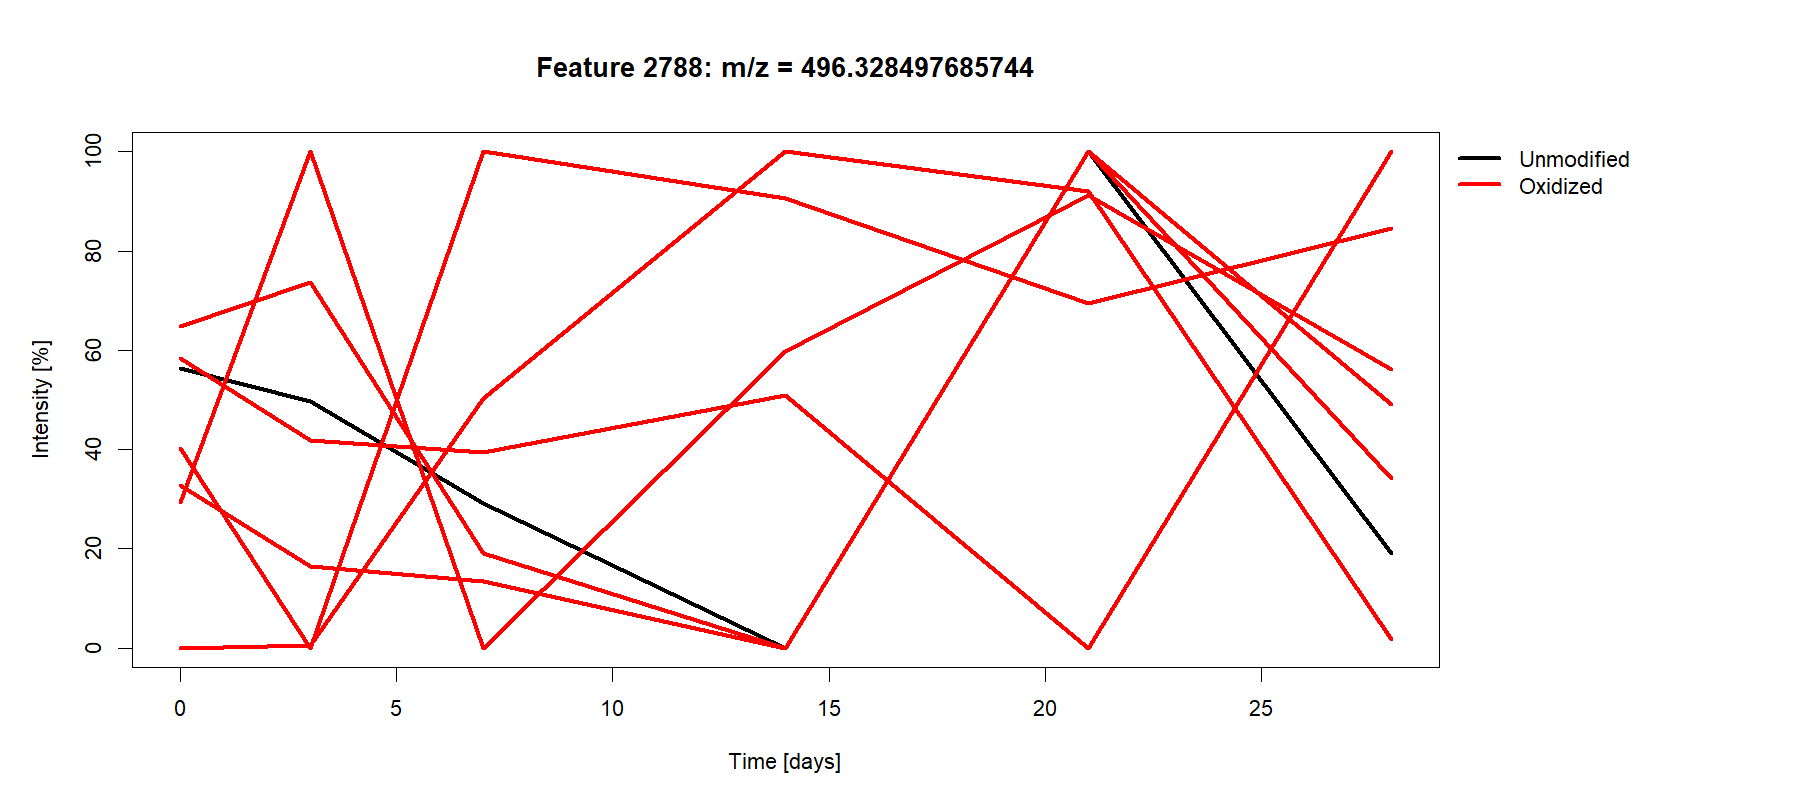 Feature 2788: m/z = 496.328497685744
Unmodified
Oxidized
Intensity [%]
100
80
60
40
20
0
0 5 10 15 20 25
Time [days]